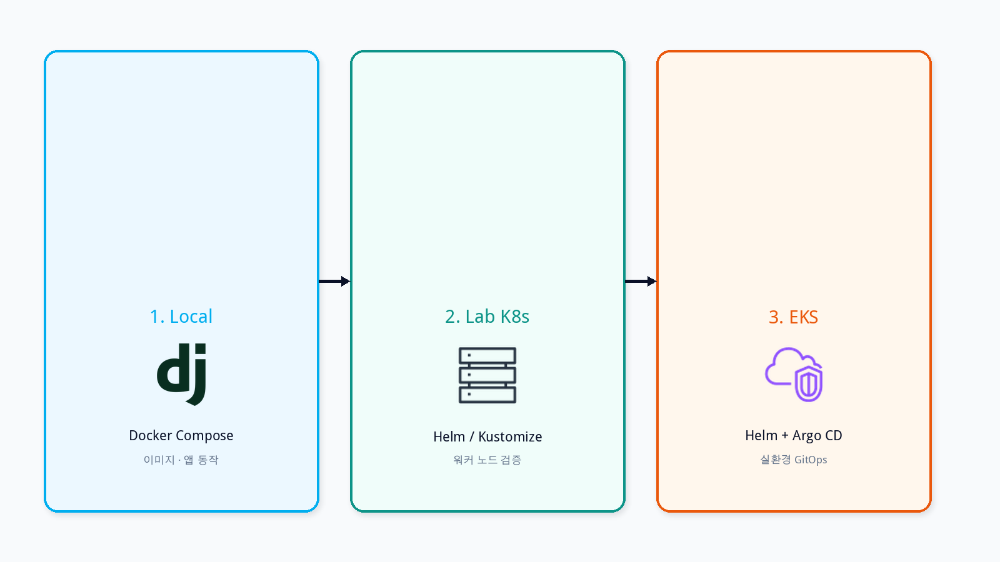 1. Local
dj
Docker Compose
이미지 · 앱 동작
2. Lab K8s
Helm / Kustomize
워커 노드 검증
3. EKS
Helm + Argo CD
실환경 GitOps